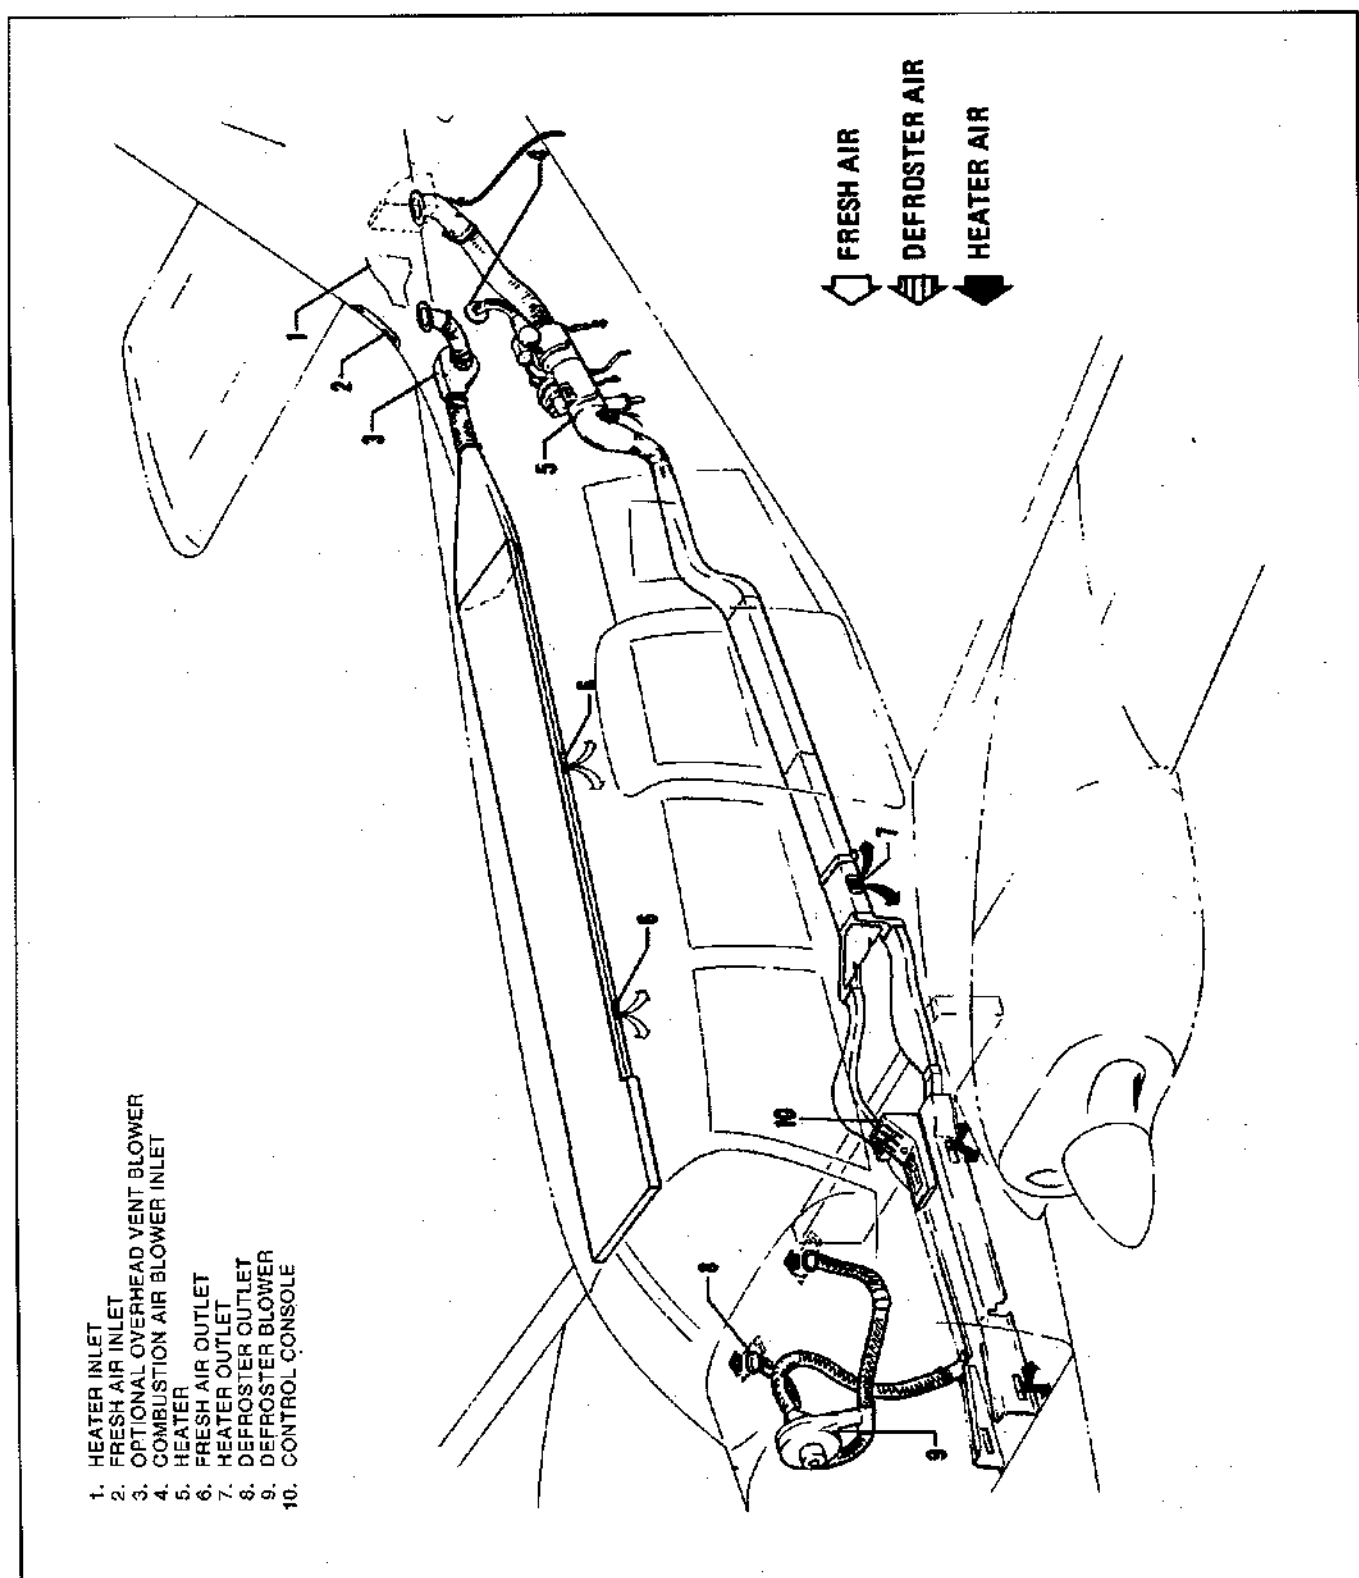 1. HEATER INLET
2. FRESH AIR INLET
3. OPTIONAL OVERHEAD VENT BLOWER
4. COMBUSTION AIR BLOWER INLET
5. HEATER
6. FRESH AIR OUTLET
7. HEATER OUTLET
8. DEFROSTER OUTLET
9. DEFROSTER BLOWER
10. CONTROL CONSOLE
1
2
3
4
5
6
6
7
8
9
10
FRESH AIR
DEFROSTER AIR
HEATER AIR